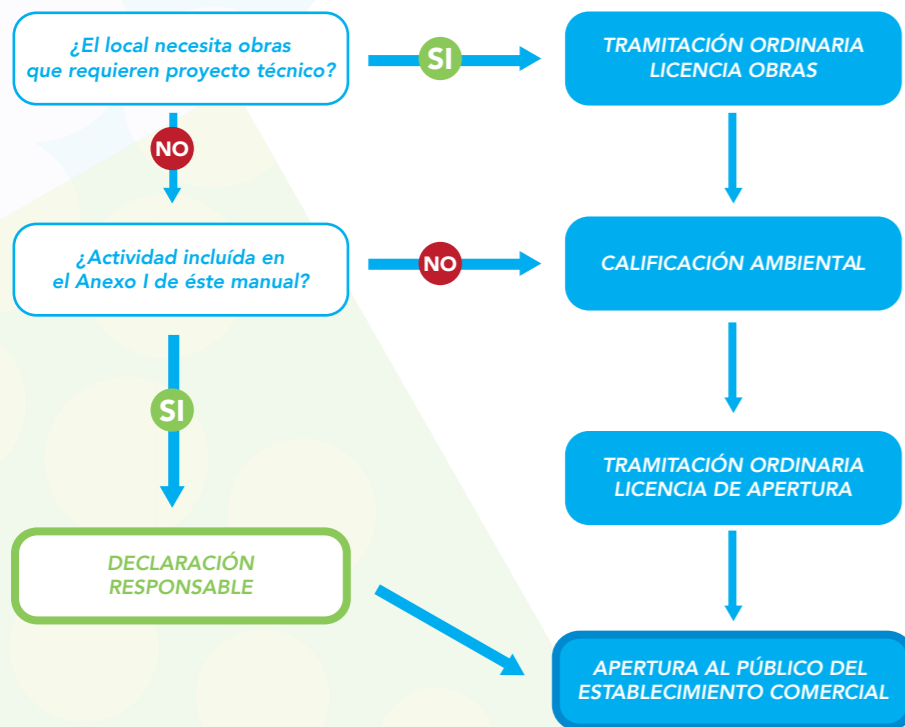 ¿El local necesita obras
que requieren proyecto técnico?
SI
TRAMITACIÓN ORDINARIA
LICENCIA OBRAS
NO
¿Actividad incluída en
el Anexo I de éste manual?
NO
CALIFICACIÓN AMBIENTAL
SI
TRAMITACIÓN ORDINARIA
LICENCIA DE APERTURA
DECLARACIÓN
RESPONSABLE
APERTURA AL PÚBLICO DEL
ESTABLECIMIENTO COMERCIAL